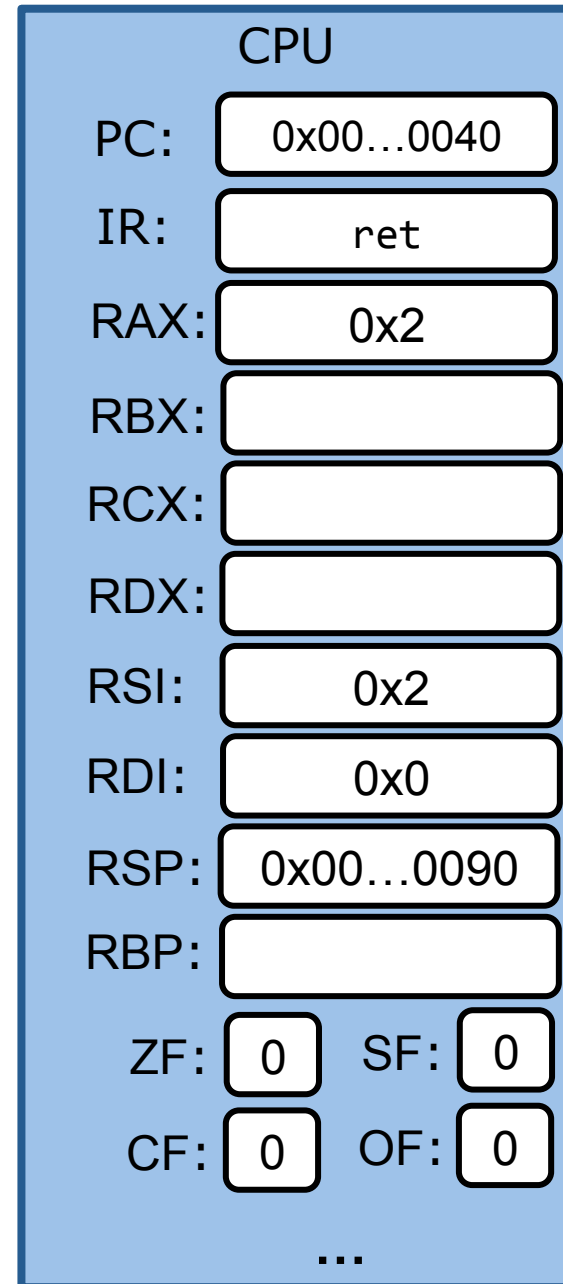 CPU
PC: 0x00…0040
IR: ret
RAX: 0x2
RBX:
RCX:
RDX:
RSI: 0x2
RDI: 0x0
RSP: 0x00…0090
RBP:
ZF: 0 SF: 0
CF: 0 OF: 0
…